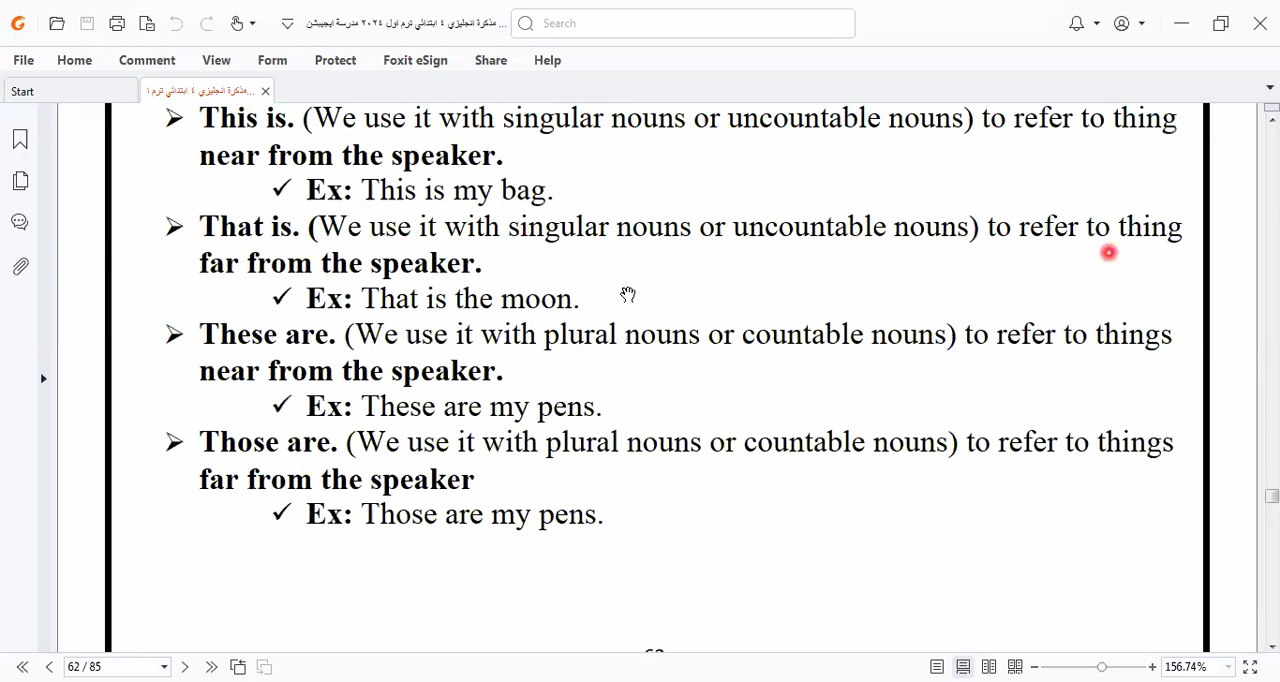 مذكرة انجليزي ٤ ابتدائي ترم اول ٢٠٢٤ مدرسة ايجيبشن ...
Search
File Home Comment View Form Protect Foxit eSign Share Help
Start
مذكرة انجليزي ٤ ابتدائي ترم ا...
➢ This is. (We use it with singular nouns or uncountable nouns) to refer to thing
near from the speaker.
✓ Ex: This is my bag.
➢ That is. (We use it with singular nouns or uncountable nouns) to refer to thing
far from the speaker.
✓ Ex: That is the moon.
➢ These are. (We use it with plural nouns or countable nouns) to refer to things
near from the speaker.
✓ Ex: These are my pens.
➢ Those are. (We use it with plural nouns or countable nouns) to refer to things
far from the speaker
✓ Ex: Those are my pens.
62 / 85
156.74%